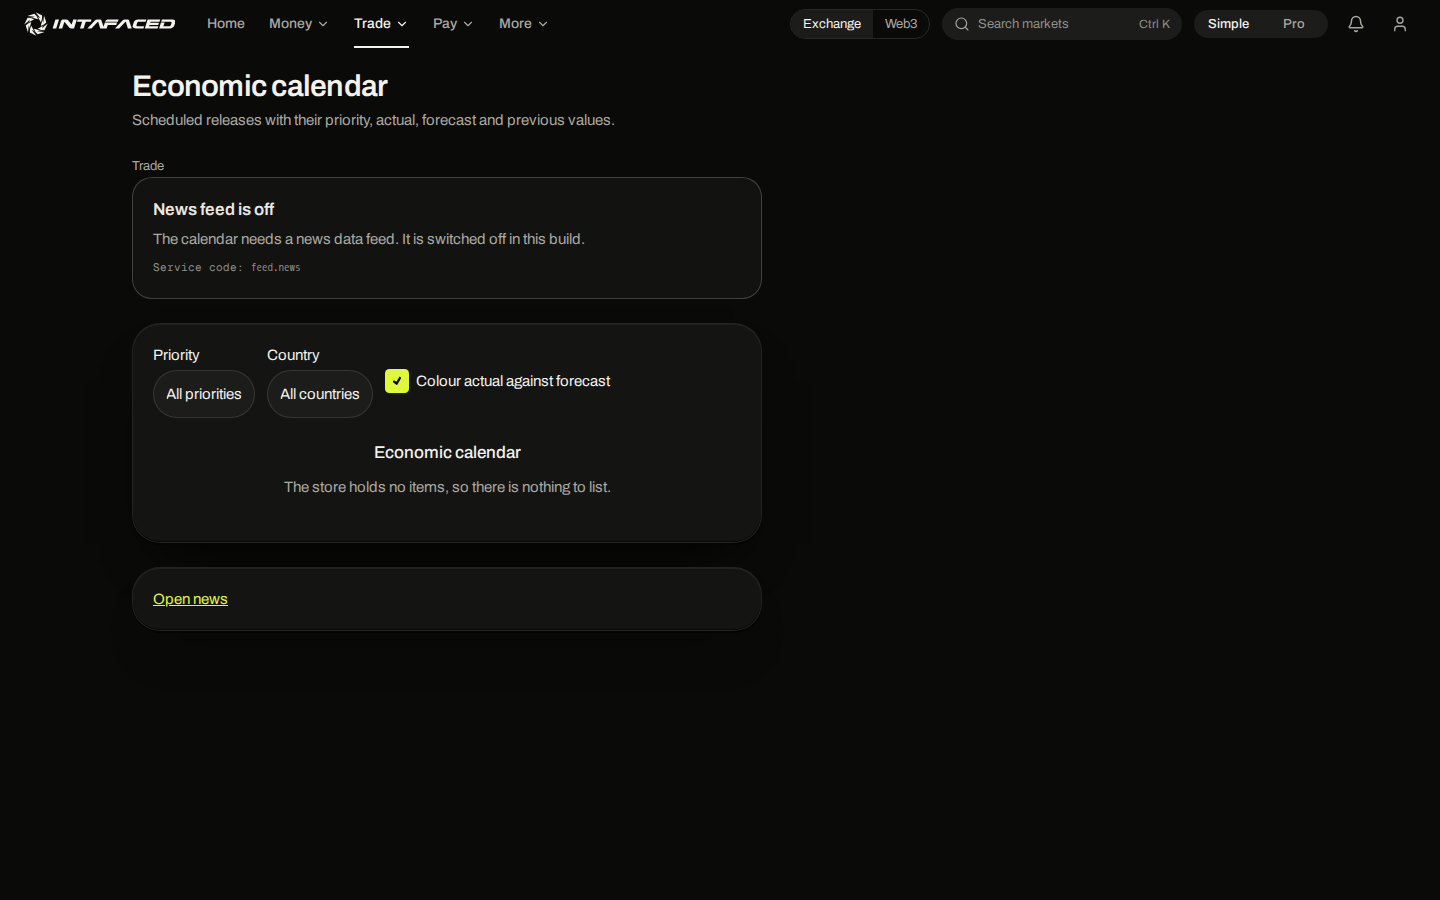 INTAFACED
Home
Money
Trade
Pay
More
Exchange
Web3
Search markets
Ctrl K
Simple
Pro
Economic calendar
Scheduled releases with their priority, actual, forecast and previous values.
Trade
News feed is off
The calendar needs a news data feed. It is switched off in this build.
Service code: feed.news
Priority
Country
All priorities
All countries
Colour actual against forecast
Economic calendar
The store holds no items, so there is nothing to list.
Open news